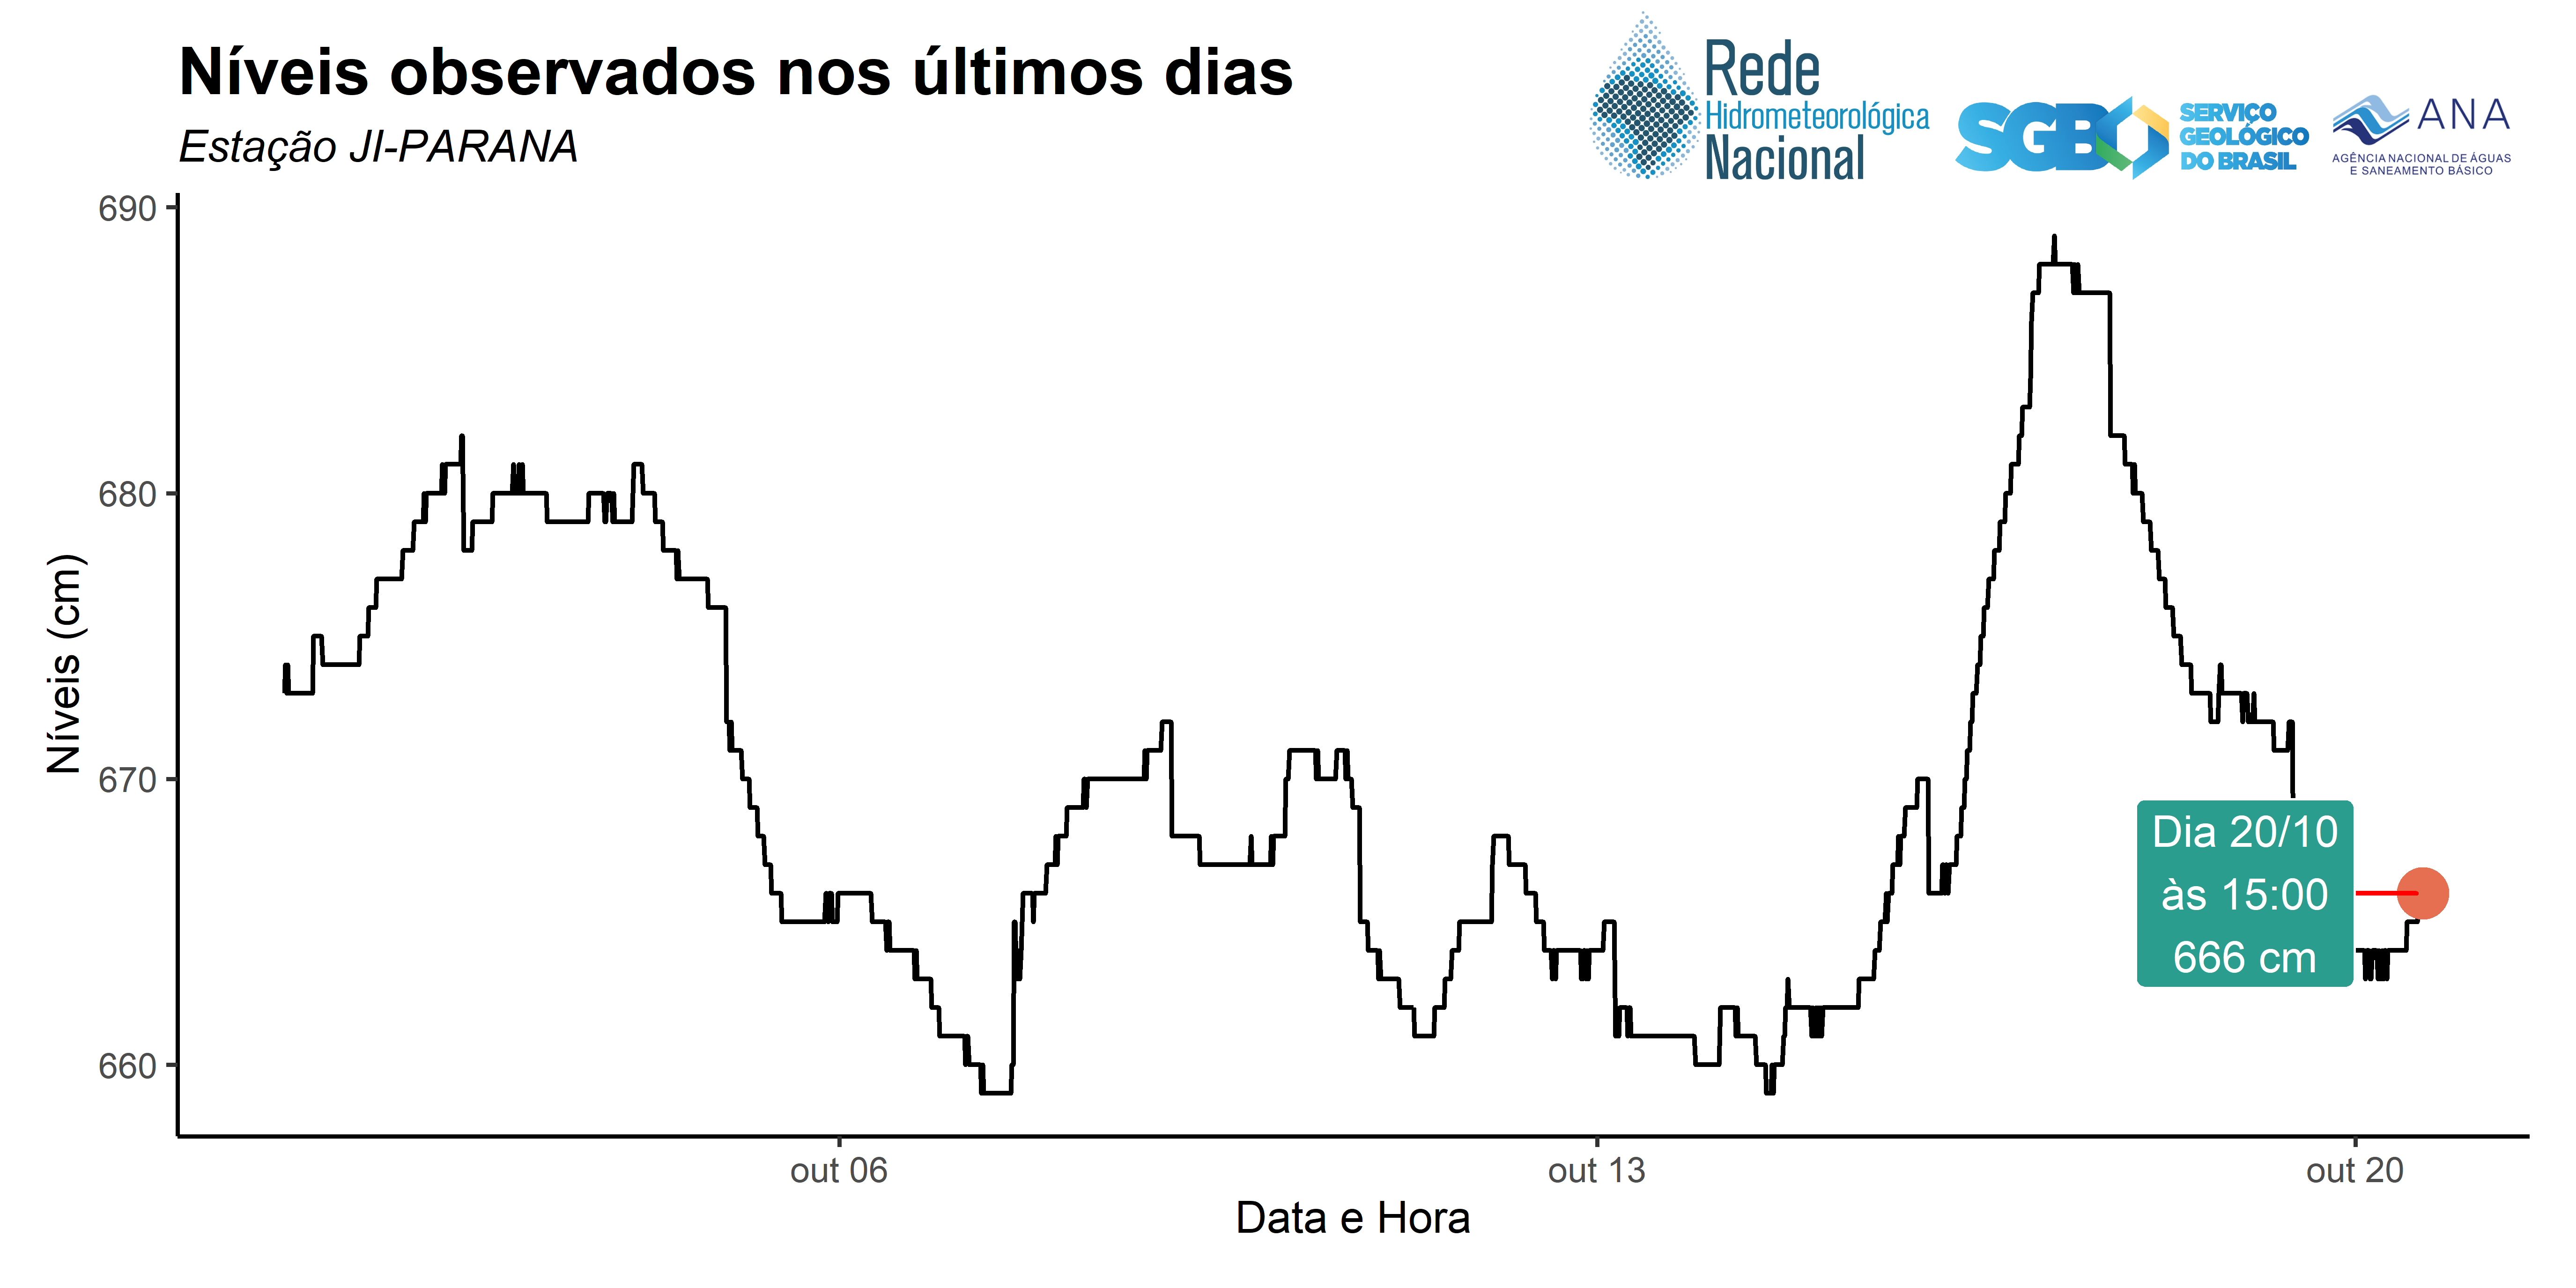 Níveis observados nos últimos dias
Estação JI-PARANA
Rede
Hidrometeorológica
Nacional
SGB
SERVIÇO
GEOLÓGICO
DO BRASIL
ANA
AGÊNCIA NACIONAL DE ÁGUAS
E SANEAMENTO BÁSICO
690
680
670
660
Níveis (cm)
Dia 20/10
às 15:00
666 cm
out 06
out 13
out 20
Data e Hora